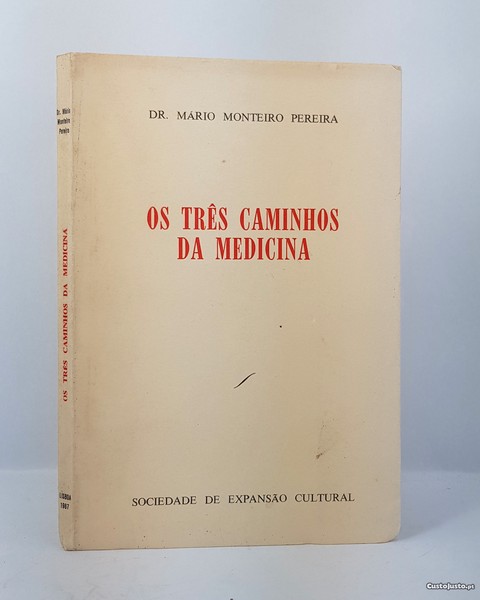 DR. MÁRIO MONTEIRO PEREIRA
OS TRÊS CAMINHOS
DA MEDICINA
SOCIEDADE DE EXPANSÃO CULTURAL
Dr. Mário
Monteiro
Pereira
OS TRÊS CAMINHOS DA MEDICINA
LISBOA
1967
CustoJusto.pt